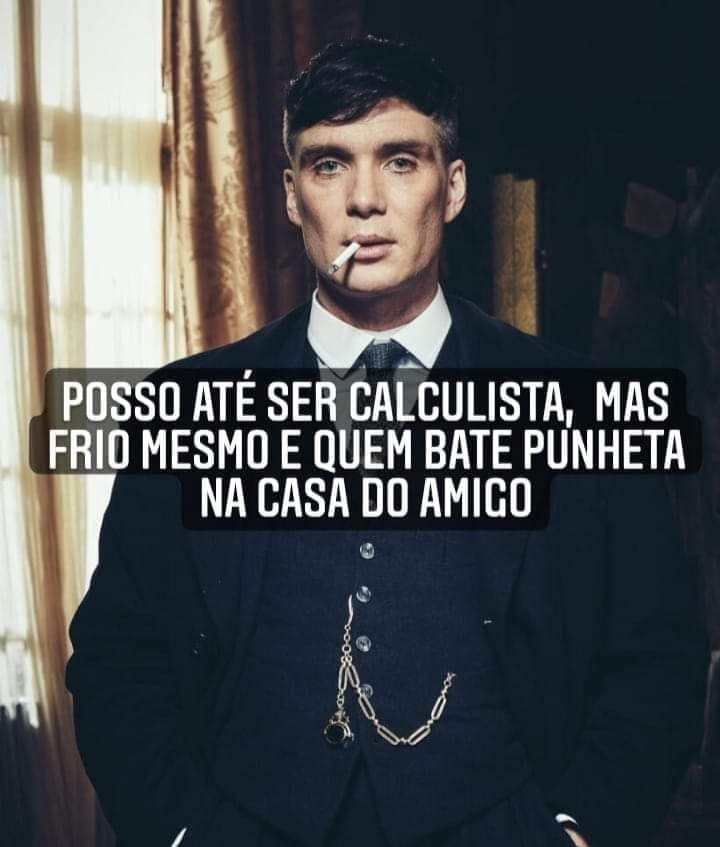 POSSO ATÉ SER CALCULISTA, MAS
FRIO MESMO E QUEM BATE PUNHETA
NA CASA DO AMIGO